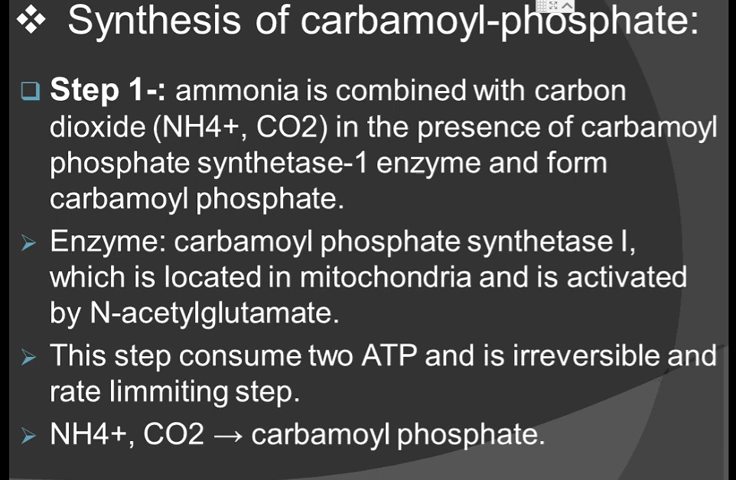 Synthesis of carbamoyl-phosphate:
Step 1-: ammonia is combined with carbon
dioxide (NH4+, CO2) in the presence of carbamoyl
phosphate synthetase-1 enzyme and form
carbamoyl phosphate.
Enzyme: carbamoyl phosphate synthetase I,
which is located in mitochondria and is activated
by N-acetylglutamate.
This step consume two ATP and is irreversible and
rate limmiting step.
NH4+, CO2 → carbamoyl phosphate.